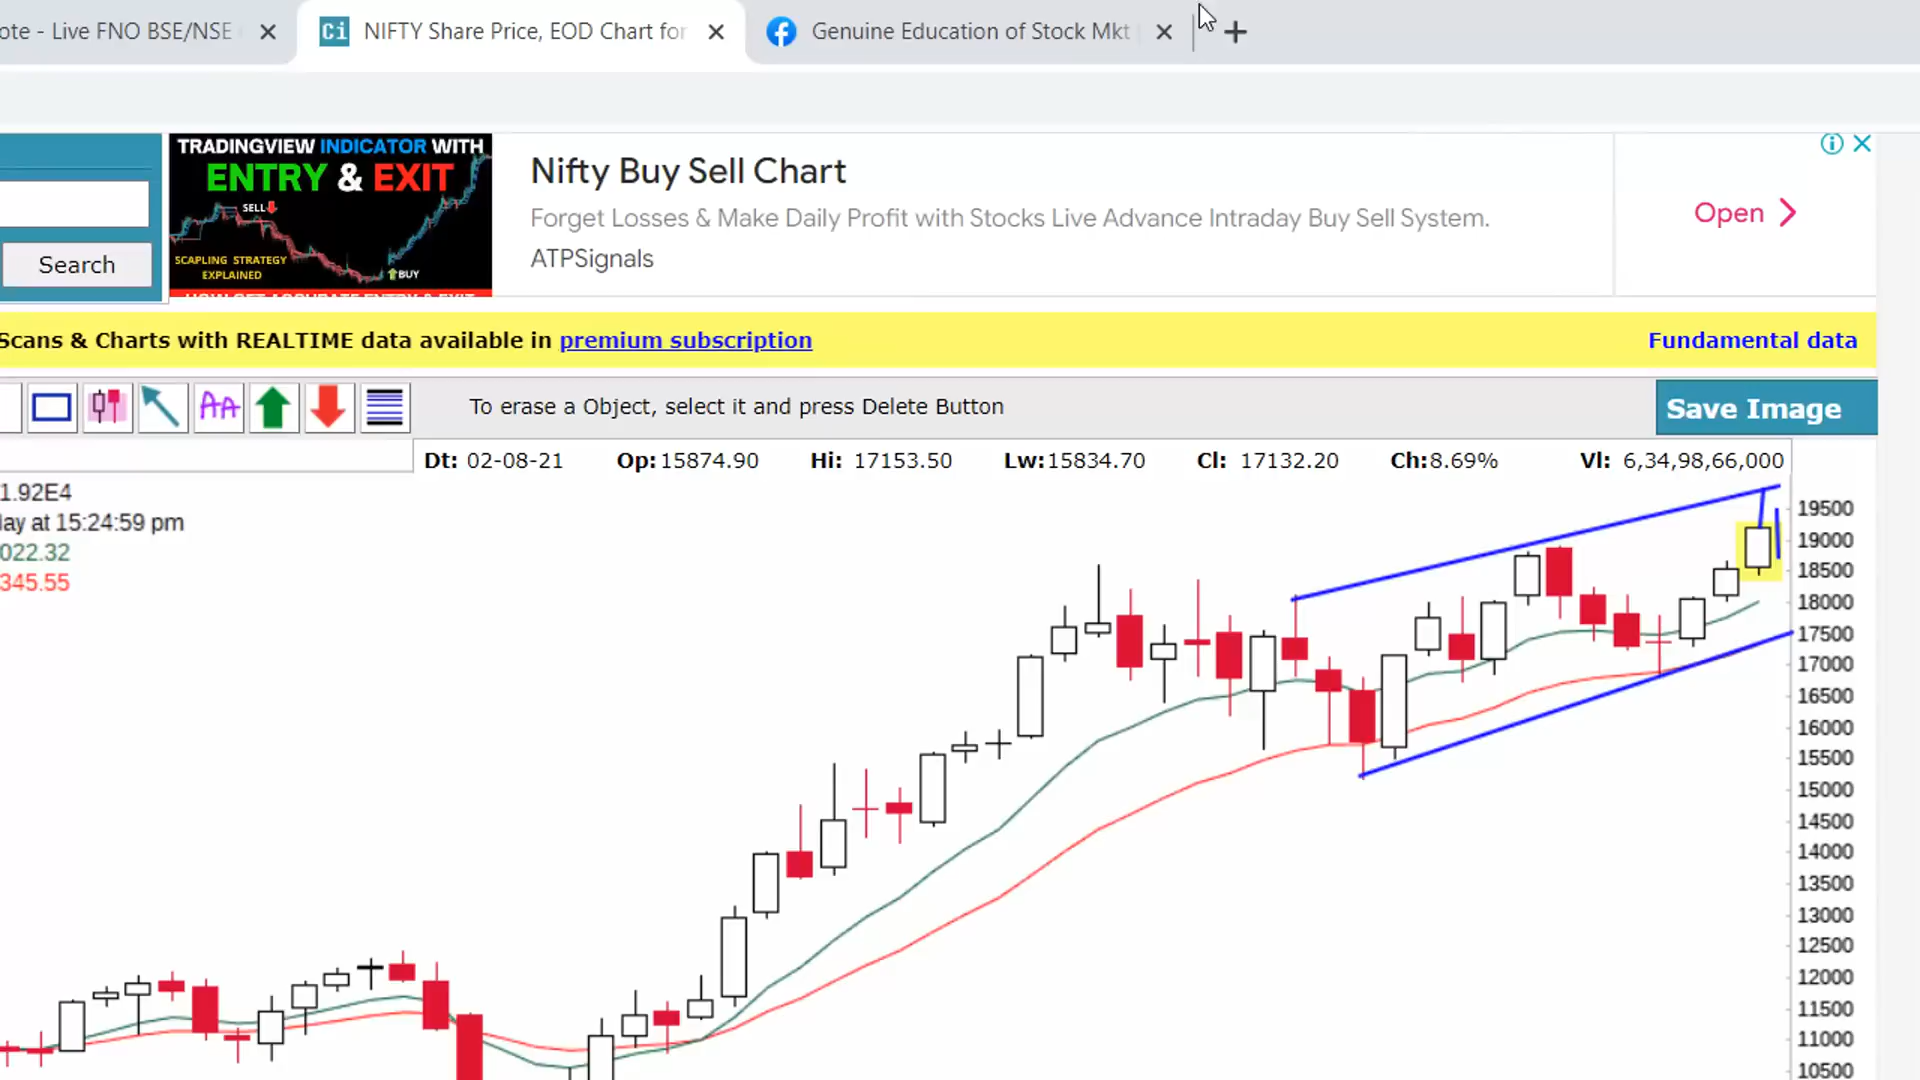 ote - Live FNO BSE/NSE
Ci NIFTY Share Price, EOD Chart for
Genuine Education of Stock Mkt
TRADINGVIEW INDICATOR WITH
ENTRY & EXIT
SELL
SCAPLING STRATEGY
EXPLAINED
BUY
Nifty Buy Sell Chart
Forget Losses & Make Daily Profit with Stocks Live Advance Intraday Buy Sell System.
ATPSignals
Open
Search
Scans & Charts with REALTIME data available in premium subscription
Fundamental data
AA
To erase a Object, select it and press Delete Button
Save Image
Dt: 02-08-21 Op:15874.90 Hi: 17153.50 Lw:15834.70 Cl: 17132.20 Ch:8.69% Vl: 6,34,98,66,000
1.92E4
ay at 15:24:59 pm
022.32
345.55
19500
19000
18500
18000
17500
17000
16500
16000
15500
15000
14500
14000
13500
13000
12500
12000
11500
11000
10500